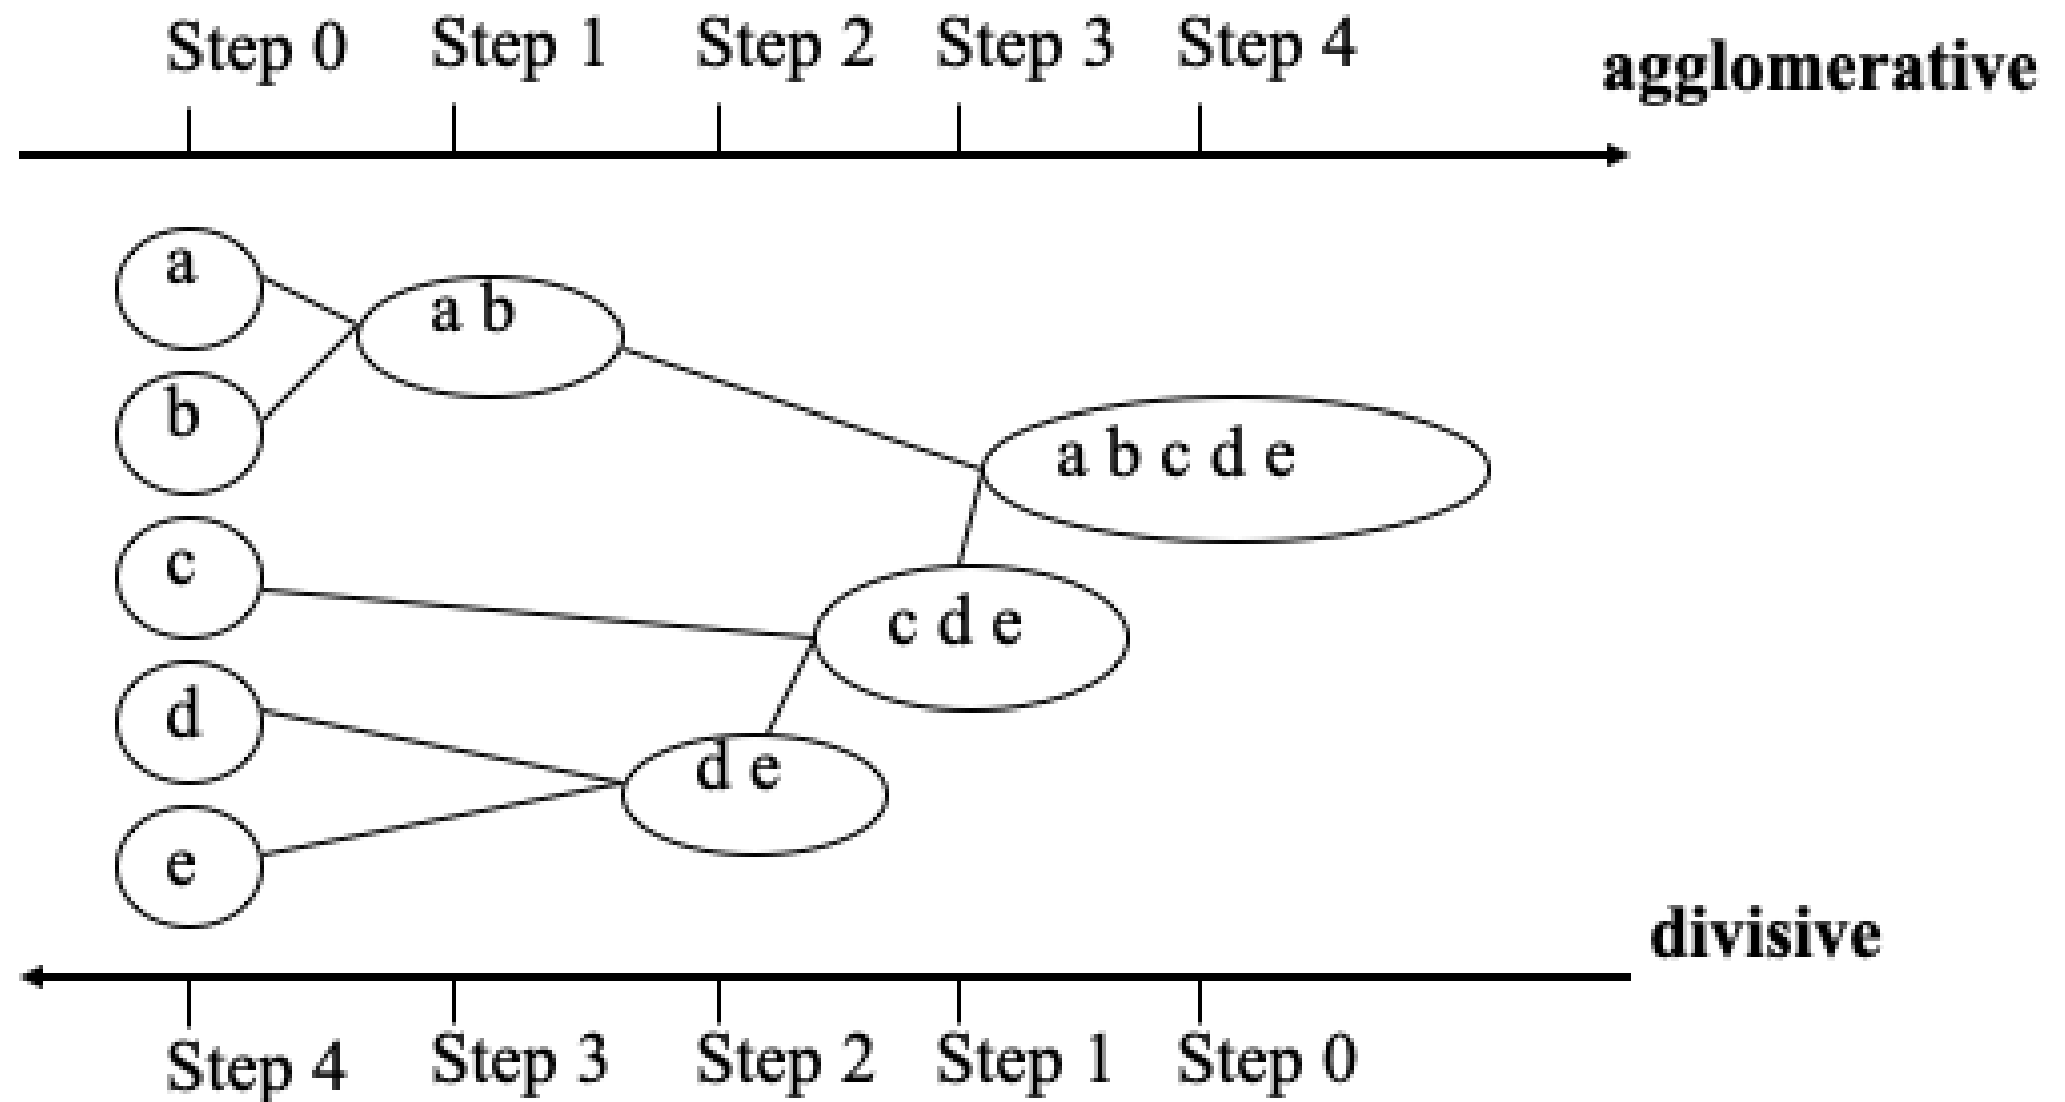 Step 0 Step 1 Step 2 Step 3 Step 4
agglomerative
a
a b
b
a b c d e
c
c d e
d
d e
e
divisive
Step 4 Step 3 Step 2 Step 1 Step 0